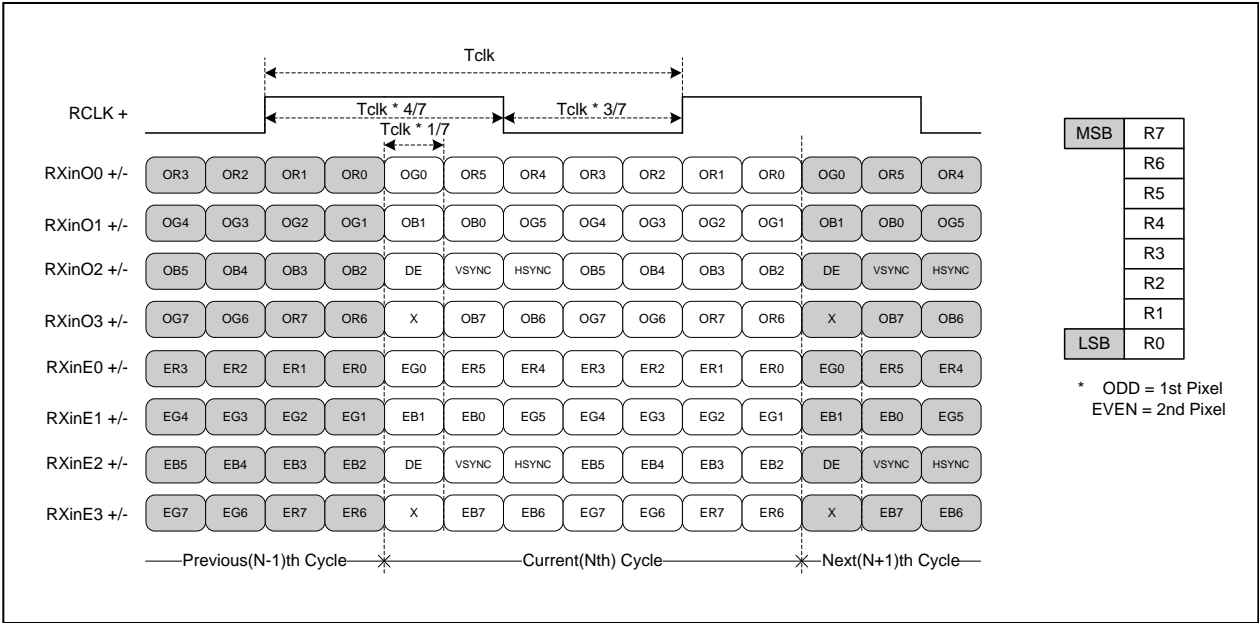 Tclk
RCLK +
Tclk * 4/7
Tclk * 3/7
Tclk * 1/7
RXinO0 +/- OR3 OR2 OR1 OR0 OG0 OR5 OR4 OR3 OR2 OR1 OR0 OG0 OR5 OR4
RXinO1 +/- OG4 OG3 OG2 OG1 OB1 OB0 OG5 OG4 OG3 OG2 OG1 OB1 OB0 OG5
RXinO2 +/- OB5 OB4 OB3 OB2 DE VSYNC HSYNC OB5 OB4 OB3 OB2 DE VSYNC HSYNC
RXinO3 +/- OG7 OG6 OR7 OR6 X OB7 OB6 OG7 OG6 OR7 OR6 X OB7 OB6
RXinE0 +/- ER3 ER2 ER1 ER0 EG0 ER5 ER4 ER3 ER2 ER1 ER0 EG0 ER5 ER4
RXinE1 +/- EG4 EG3 EG2 EG1 EB1 EB0 EG5 EG4 EG3 EG2 EG1 EB1 EB0 EG5
RXinE2 +/- EB5 EB4 EB3 EB2 DE VSYNC HSYNC EB5 EB4 EB3 EB2 DE VSYNC HSYNC
RXinE3 +/- EG7 EG6 ER7 ER6 X EB7 EB6 EG7 EG6 ER7 ER6 X EB7 EB6
Previous(N-1)th Cycle Current(Nth) Cycle Next(N+1)th Cycle
MSB R7
R6
R5
R4
R3
R2
R1
LSB R0
* ODD = 1st Pixel
EVEN = 2nd Pixel